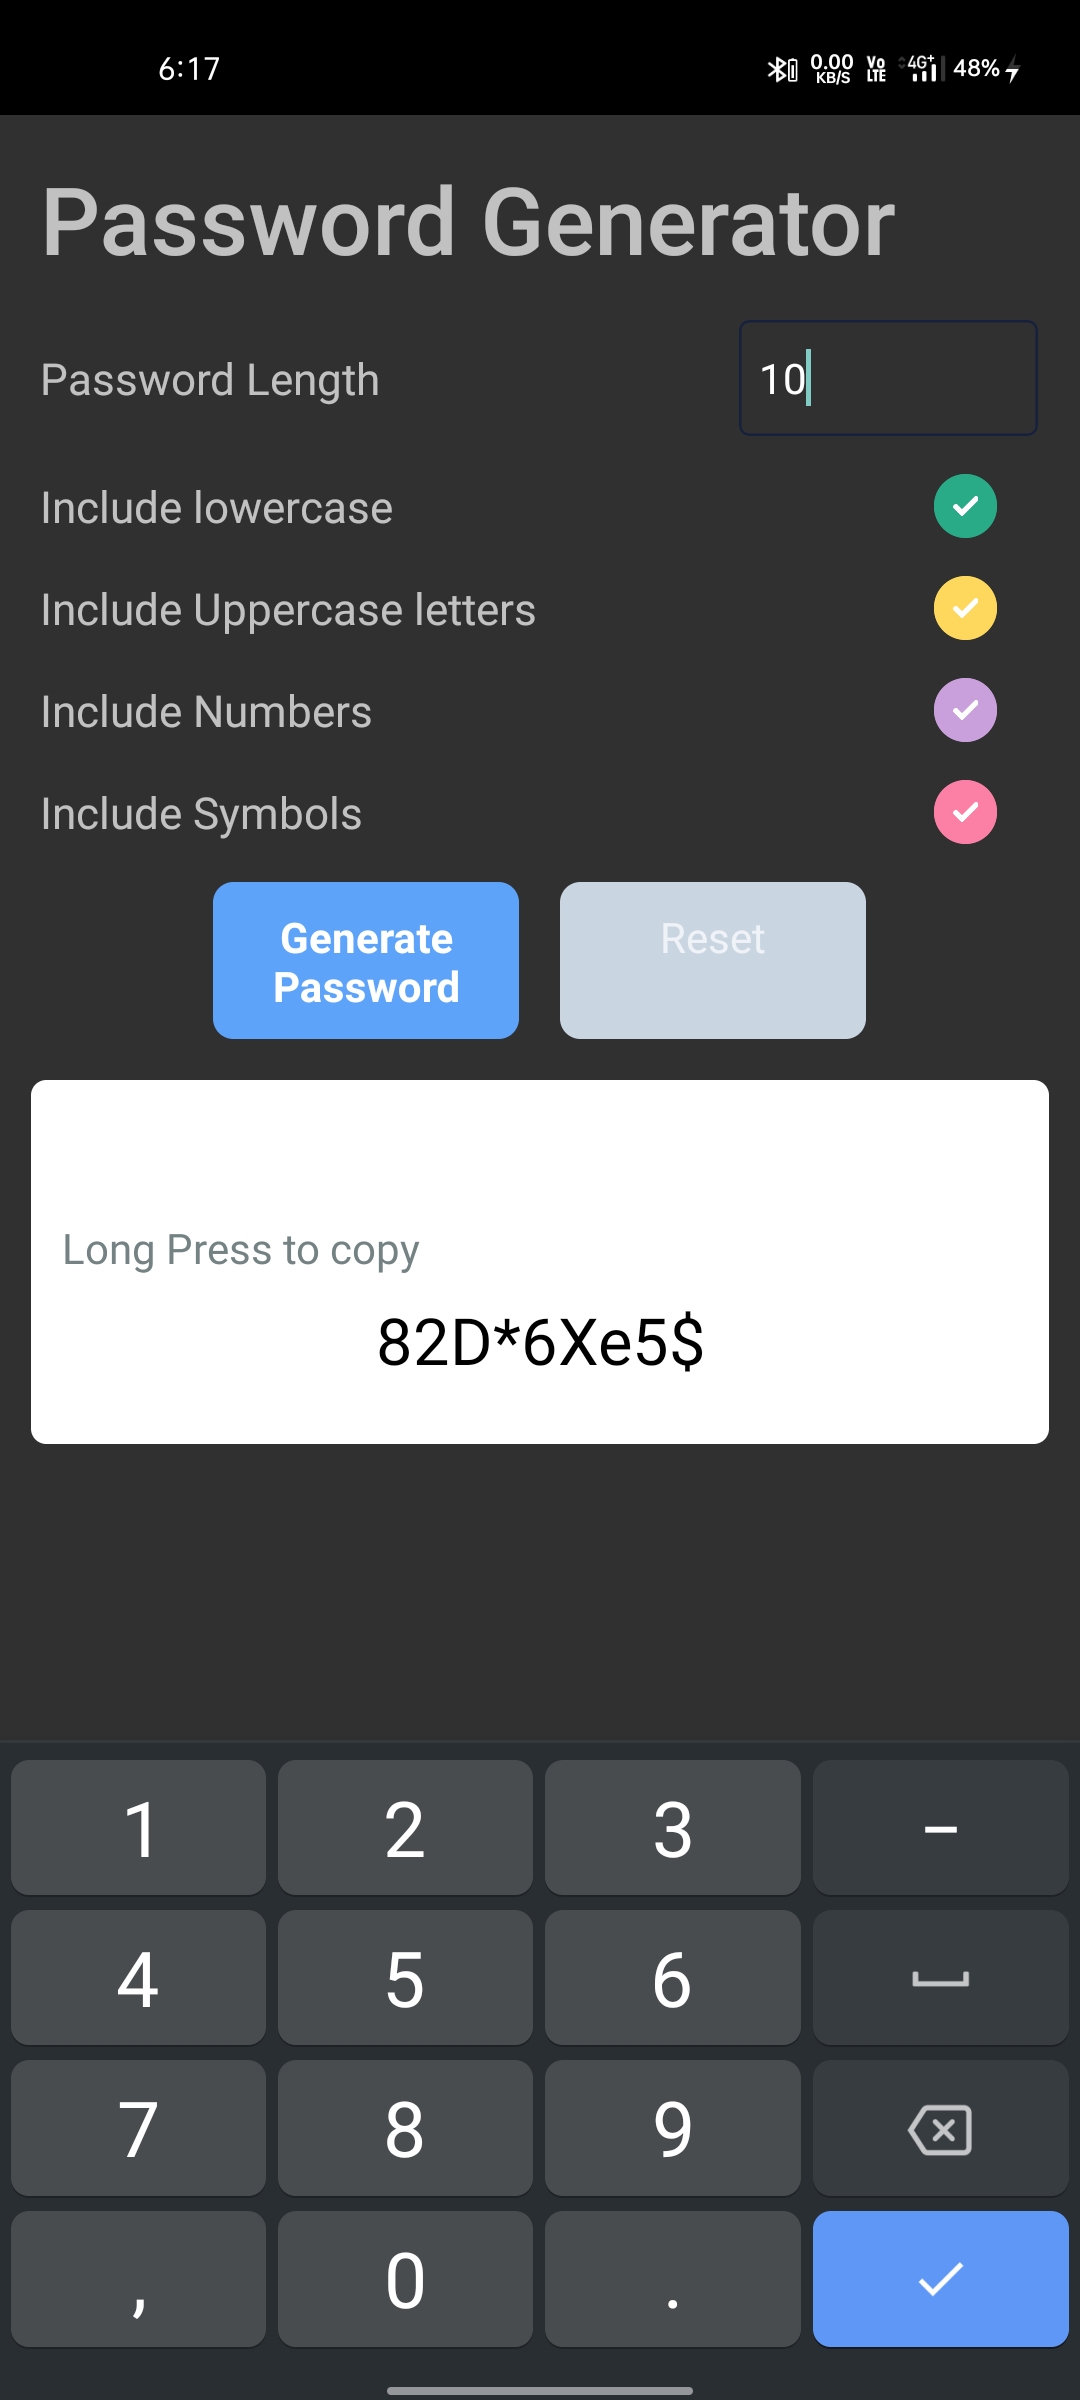 6:17
0.00 KB/S
Vo LTE
4G+
48%
Password Generator
Password Length
10
Include lowercase
Include Uppercase letters
Include Numbers
Include Symbols
Generate
Password
Reset
Long Press to copy
82D*6Xe5$
1 2 3 –
4 5 6
7 8 9
, 0 .